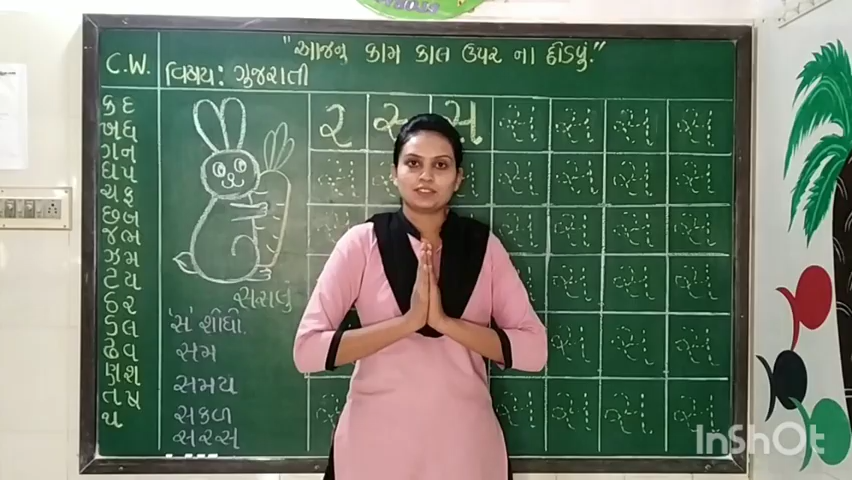 "આજનુ કામ કાલ ઉપર ના છોડવું."
C.W.
વિષય: ગુજરાતી
ક દ
ખ ધ
ગ ન
ઘ પ
ચ ફ
છ બ
જ ભ
ઝ મ
ટ ય
ઠ ર
ડ લ
ઢ વ
ણ શ
ત ષ
થ
ર સ સ સ સ સ સ
સ સ સ સ સ સ
સ સ સ સ સ
સ સ સ સ
સ સ સ
સ સ સ સ સ
સસલું
'સ' શોધો.
સમ
સમય
સકળ
સરસ
InShOt